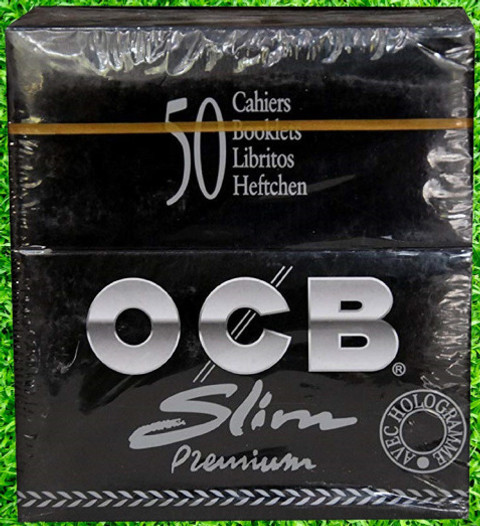 50
Cahiers
Booklets
Libritos
Heftchen
OCB®
Slim
Premium
AVEC HOLOGRAMME